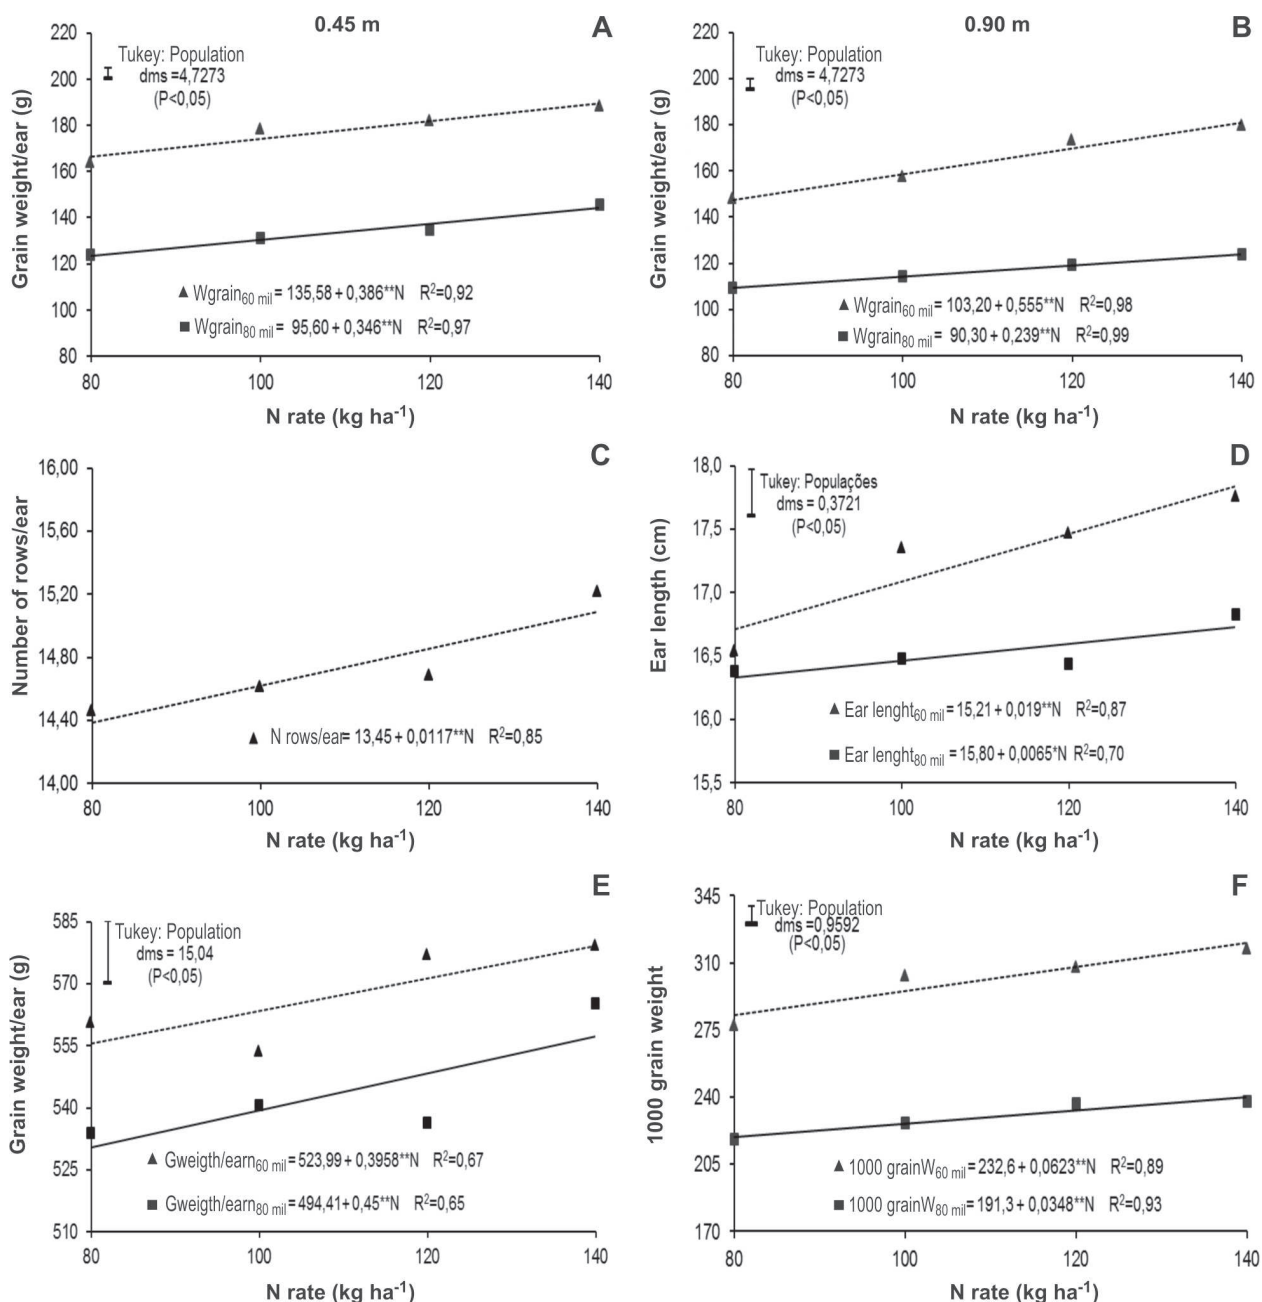 0.45 m
A
220
200
180
160
140
120
100
80
Grain weight/ear (g)
Tukey: Population
dms =4,7273
(P<0,05)
Wgrain60 mil = 135,58 + 0,386**N R²=0,92
Wgrain80 mil = 95,60 + 0,346**N R²=0,97
80 100 120 140
N rate (kg ha⁻¹)
0.90 m
B
220
200
180
160
140
120
100
80
Grain weight/ear (g)
Tukey: Population
dms = 4,7273
(P<0,05)
Wgrain60 mil = 103,20 + 0,555**N R²=0,98
Wgrain80 mil = 90,30 + 0,239**N R²=0,99
80 100 120 140
N rate (kg ha⁻¹)
C
16,00
15,60
15,20
14,80
14,40
14,00
Number of rows/ear
N rows/ear= 13,45 + 0,0117**N R²=0,85
80 100 120 140
N rate (kg ha⁻¹)
D
18,0
17,5
17,0
16,5
16,0
15,5
Ear length (cm)
Tukey: Populações
dms = 0,3721
(P<0,05)
Ear lenght60 mil = 15,21 + 0,019**N R²=0,87
Ear lenght80 mil = 15,80 + 0,0065*N R²=0,70
80 100 120 140
N rate (kg ha⁻¹)
E
585
570
555
540
525
510
Grain weight/ear (g)
Tukey: Population
dms = 15,04
(P<0,05)
Gweigth/earn60 mil = 523,99 + 0,3958**N R²=0,67
Gweigth/earn80 mil = 494,41+ 0,45**N R²=0,65
80 100 120 140
N rate (kg ha⁻¹)
F
345
310
275
240
205
170
1000 grain weight
Tukey: Population
dms =0,9592
(P<0,05)
1000 grainW60 mil = 232,6 + 0,0623**N R²=0,89
1000 grainW80 mil = 191,3 + 0,0348**N R²=0,93
80 100 120 140
N rate (kg ha⁻¹)